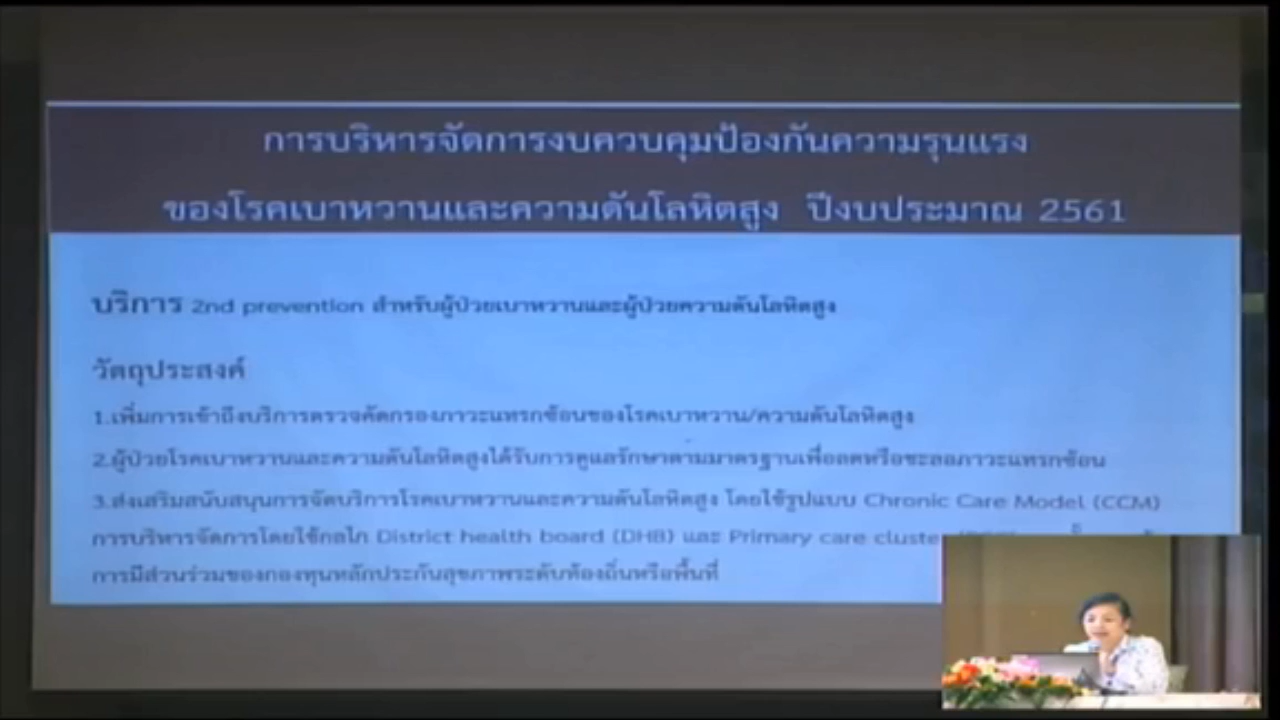 การบริหารจัดการงบควบคุมป้องกันความรุนแรง
ของโรคเบาหวานและความดันโลหิตสูง ปีงบประมาณ 2561
บริการ 2nd prevention สำหรับผู้ป่วยเบาหวานและผู้ป่วยความดันโลหิตสูง
วัตถุประสงค์
1.เพิ่มการเข้าถึงบริการตรวจคัดกรองภาวะแทรกซ้อนของโรคเบาหวาน/ความดันโลหิตสูง
2.ผู้ป่วยโรคเบาหวานและความดันโลหิตสูงได้รับการดูแลรักษาตามมาตรฐานเพื่อลดหรือชะลอภาวะแทรกซ้อน
3.ส่งเสริมสนับสนุนการจัดบริการโรคเบาหวานและความดันโลหิตสูง โดยใช้รูปแบบ Chronic Care Model (CCM)
การบริหารจัดการโดยใช้กลไก District health board (DHB) และ Primary care cluster
การมีส่วนร่วมของกองทุนหลักประกันสุขภาพระดับท้องถิ่นหรือพื้นที่